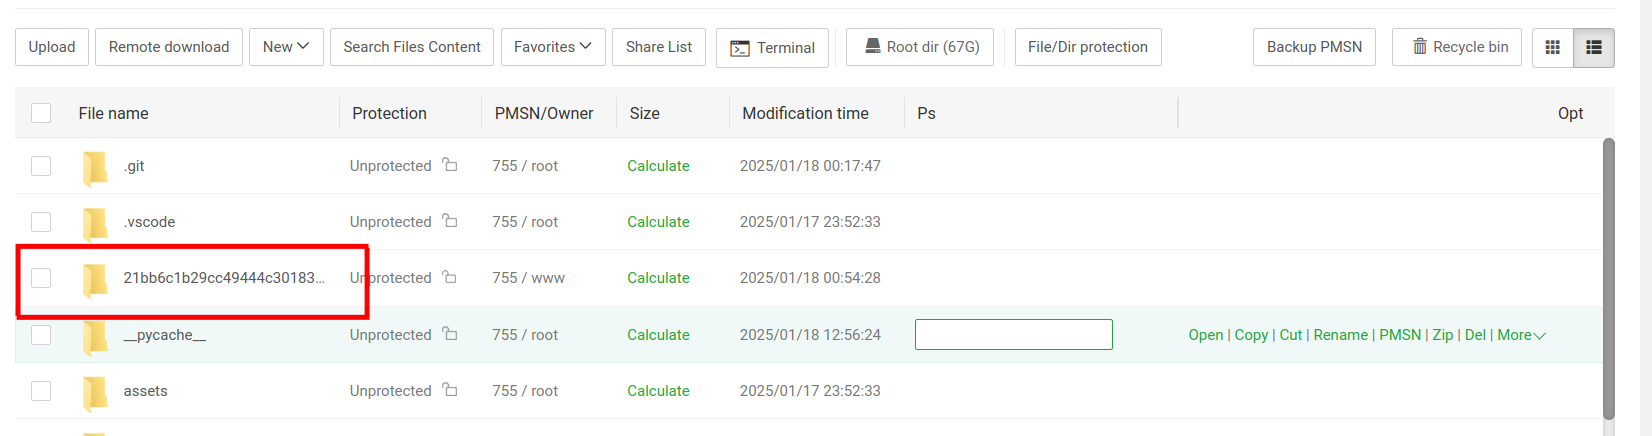 Upload Remote download New Search Files Content Favorites Share List Terminal Root dir (67G) File/Dir protection Backup PMSN Recycle bin
File name Protection PMSN/Owner Size Modification time Ps Opt
.git Unprotected 755 / root Calculate 2025/01/18 00:17:47
.vscode Unprotected 755 / root Calculate 2025/01/17 23:52:33
21bb6c1b29cc49444c30183... Unprotected 755 / www Calculate 2025/01/18 00:54:28
__pycache__ Unprotected 755 / root Calculate 2025/01/18 12:56:24 Open | Copy | Cut | Rename | PMSN | Zip | Del | More
assets Unprotected 755 / root Calculate 2025/01/17 23:52:33